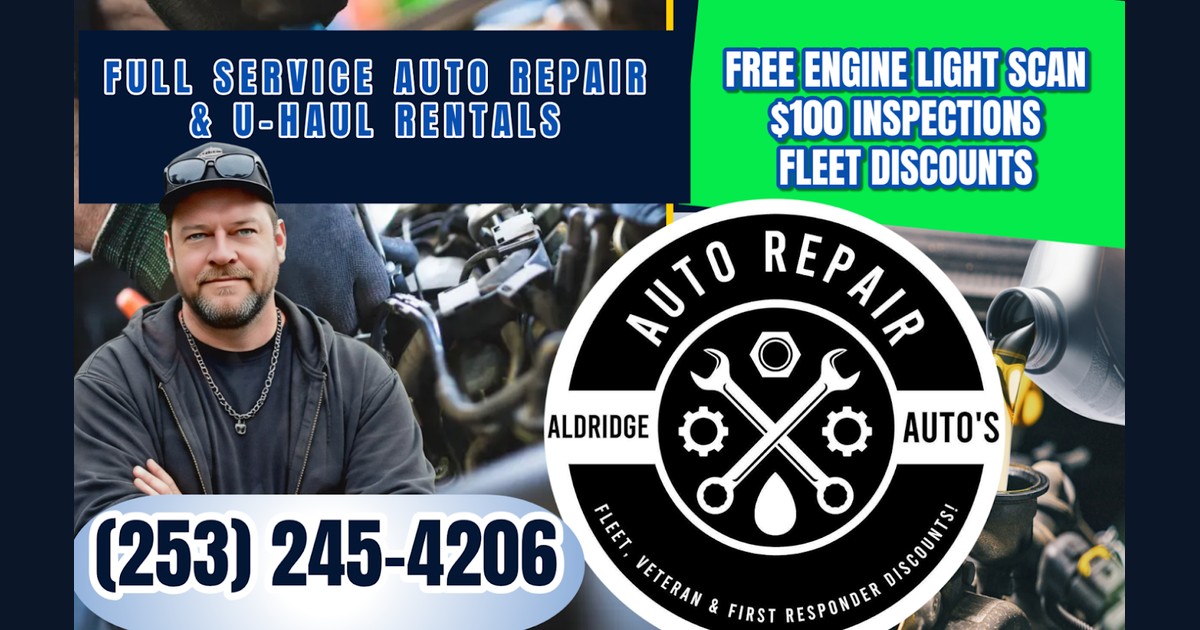 FULL SERVICE AUTO REPAIR
& U-HAUL RENTALS
FREE ENGINE LIGHT SCAN
$100 INSPECTIONS
FLEET DISCOUNTS
AUTO REPAIR
ALDRIDGE AUTO'S
FLEET, VETERAN & FIRST RESPONDER DISCOUNTS!
(253) 245-4206